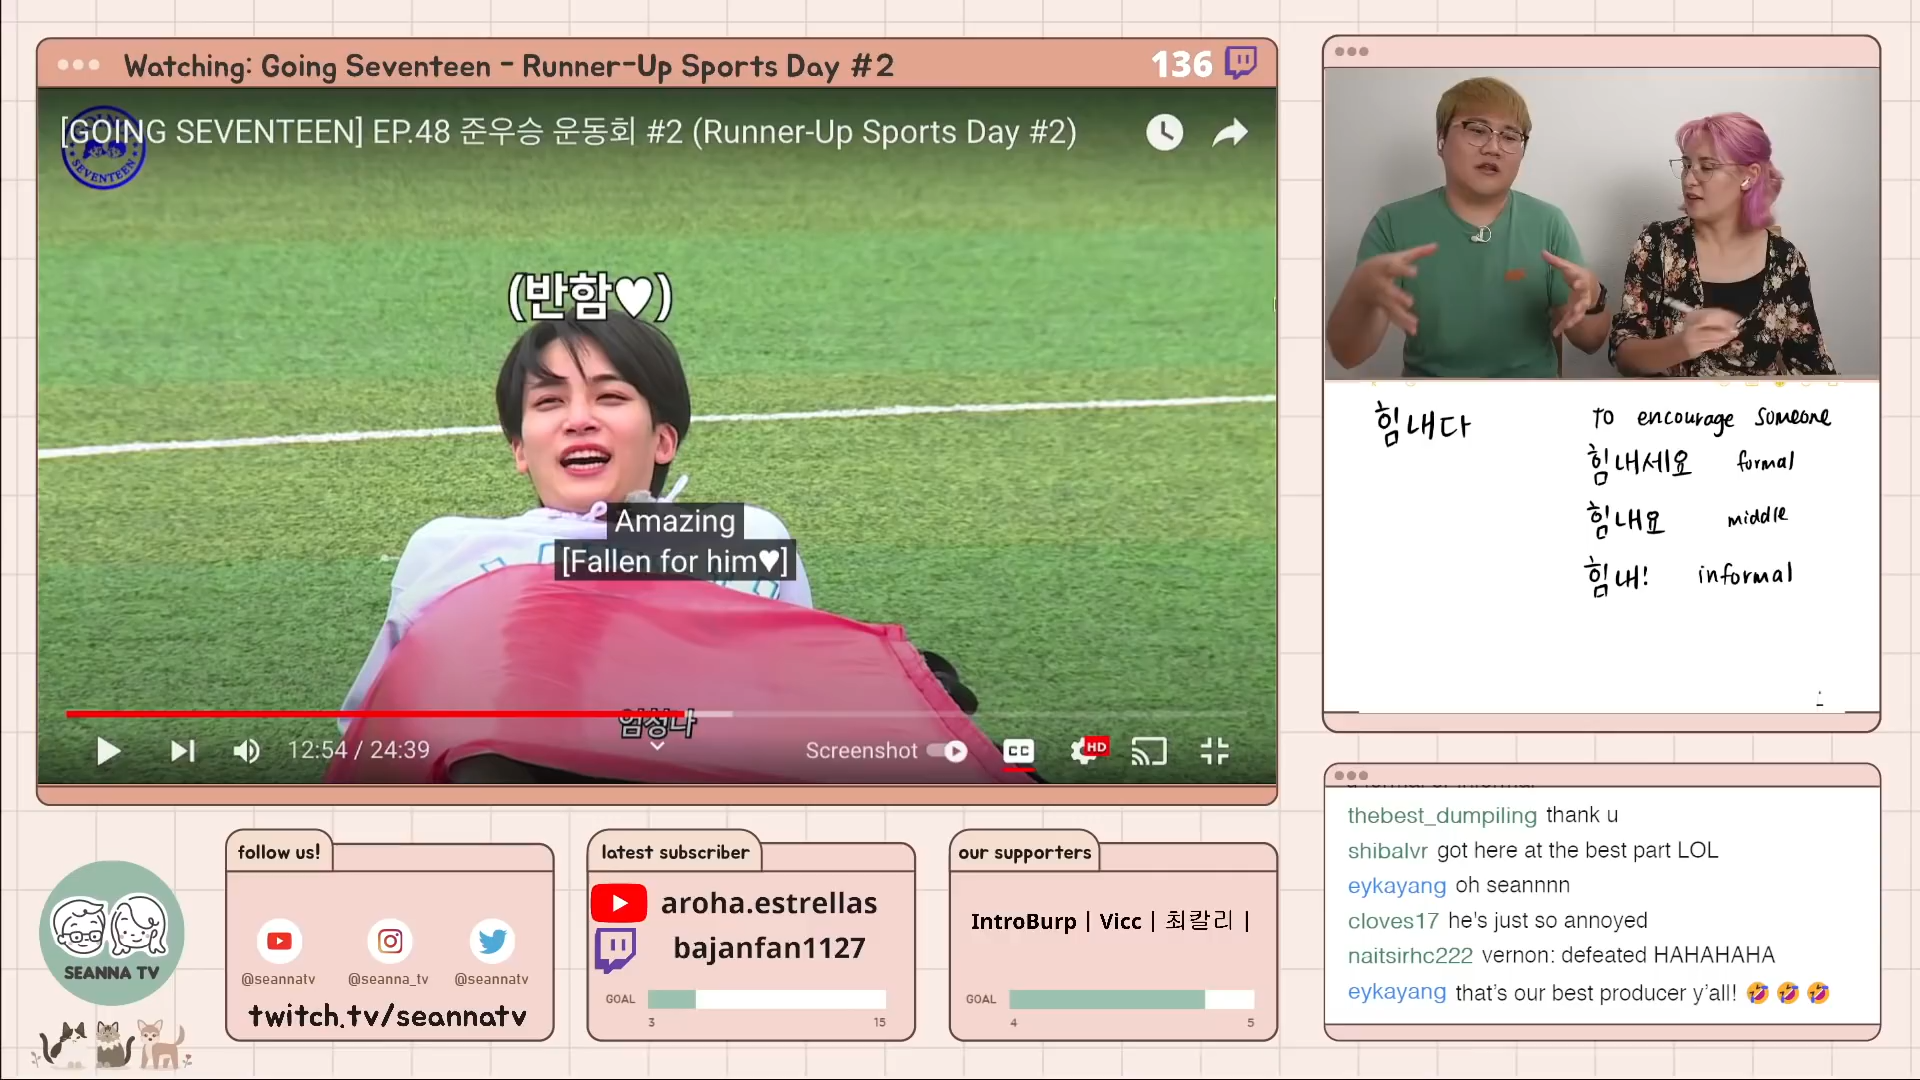 Watching: Going Seventeen - Runner-Up Sports Day #2
136
[GOING SEVENTEEN] EP.48 준우승 운동회 #2 (Runner-Up Sports Day #2)
SEVENTEEN
(반함♥)
Amazing
[Fallen for him♥]
엄청나
12:54 / 24:39
Screenshot
CC
HD
힘내다
to encourage someone
힘내세요 formal
힘내요 middle
힘내! informal
thebest_dumpiling thank u
shibalvr got here at the best part LOL
eykayang oh seannnn
cloves17 he's just so annoyed
naitsirhc222 vernon: defeated HAHAHAHA
eykayang that's our best producer y'all! 🤣 🤣 🤣
SEANNA TV
follow us!
@seannatv
@seanna_tv
@seannatv
twitch.tv/seannatv
latest subscriber
aroha.estrellas
bajanfan1127
GOAL
3
15
our supporters
IntroBurp | Vicc | 최칼리 |
GOAL
4
5